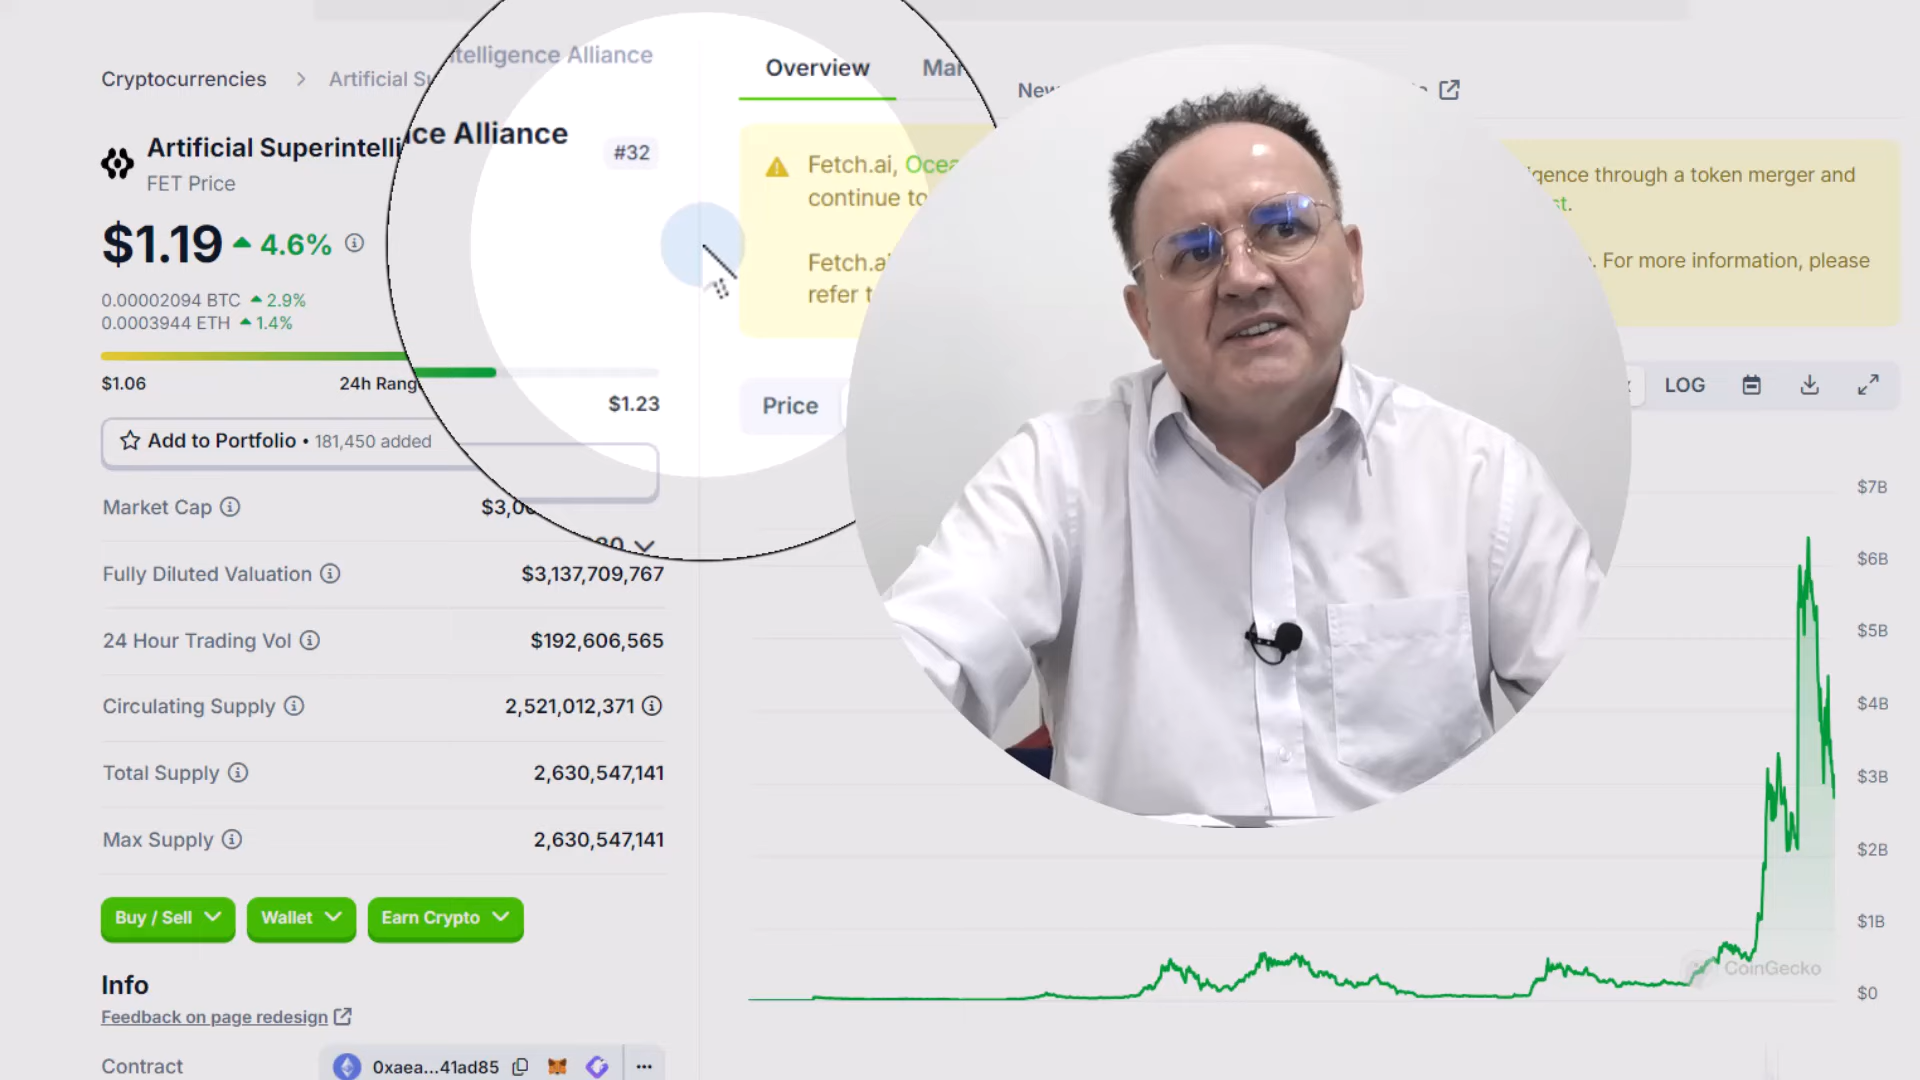 Cryptocurrencies
Artificial
telligence Alliance
Artificial Superintelli
ce Alliance
#32
FET Price
$1.19 4.6%
0.00002094 BTC 2.9%
0.0003944 ETH 1.4%
$1.06
24h Rang
$1.23
Add to Portfolio • 181,450 added
Market Cap
$3,0
Fully Diluted Valuation
$3,137,709,767
24 Hour Trading Vol
$192,606,565
Circulating Supply
2,521,012,371
Total Supply
2,630,547,141
Max Supply
2,630,547,141
Buy / Sell
Wallet
Earn Crypto
Info
Feedback on page redesign
Contract
0xaea...41ad85
Overview
Mar
New
Fetch.ai, Ocea
continue to
gence through a token merger and
st.
Fetch.ai
. For more information, please
refer t
Price
LOG
$7B
$6B
$5B
$4B
$3B
$2B
$1B
$0
CoinGecko